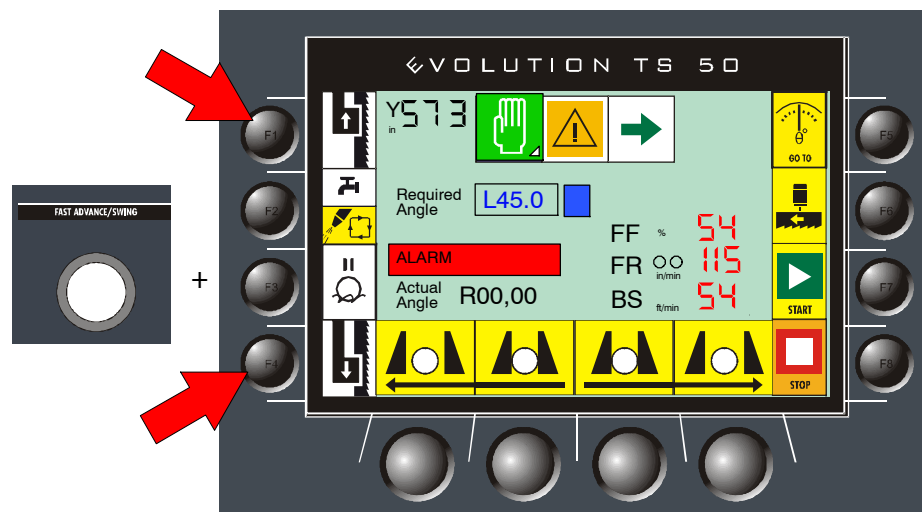 EVOLUTION TS 50
F1
F2
F3
F4
FAST ADVANCE/SWING
+
Y 573
in
Required
Angle
L45.0
ALARM
Actual
Angle
R00,00
FF % 54
FR in/min 115
BS ft/min 54
θ°
GO TO
START
STOP
F5
F6
F7
F8